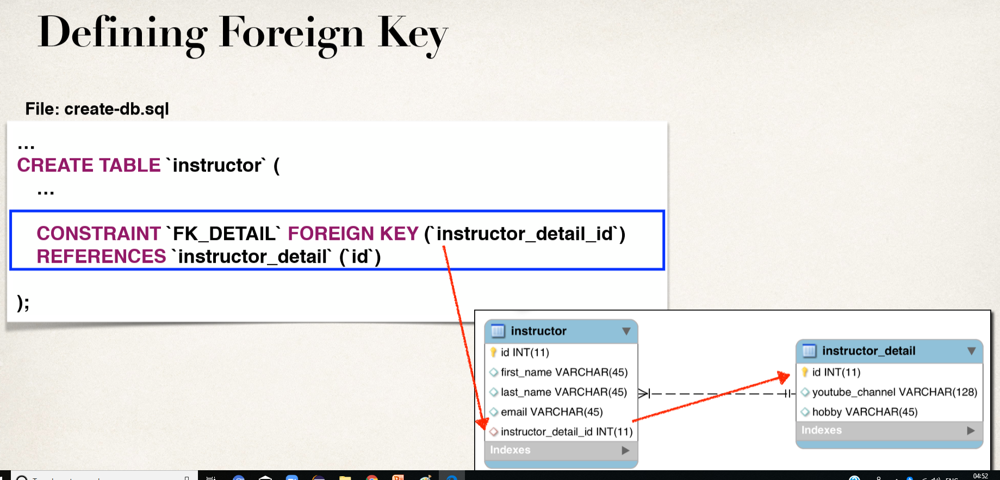 Defining Foreign Key
File: create-db.sql
...
CREATE TABLE `instructor` (
...
CONSTRAINT `FK_DETAIL` FOREIGN KEY (`instructor_detail_id`)
REFERENCES `instructor_detail` (`id`)
);
instructor
id INT(11)
first_name VARCHAR(45)
last_name VARCHAR(45)
email VARCHAR(45)
instructor_detail_id INT(11)
Indexes
instructor_detail
id INT(11)
youtube_channel VARCHAR(128)
hobby VARCHAR(45)
Indexes
04:52